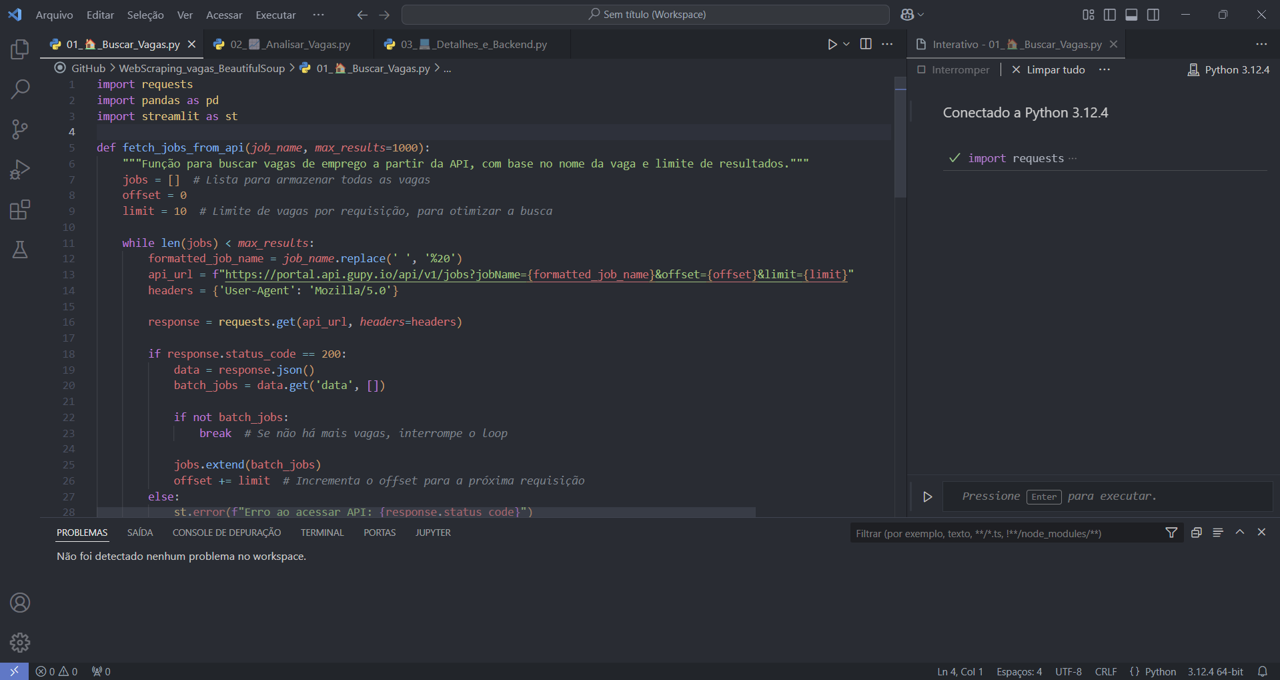 Arquivo Editar Seleção Ver Acessar Executar ··· Sem título (Workspace)
01_🏠_Buscar_Vagas.py 02_📈_Analisar_Vagas.py 03_💻_Detalhes_e_Backend.py
GitHub > WebScraping_vagas_BeautifulSoup > 01_🏠_Buscar_Vagas.py > ...
1 import requests
2 import pandas as pd
3 import streamlit as st
4
5 def fetch_jobs_from_api(job_name, max_results=1000):
6 """Função para buscar vagas de emprego a partir da API, com base no nome da vaga e limite de resultados."""
7 jobs = [] # Lista para armazenar todas as vagas
8 offset = 0
9 limit = 10 # Limite de vagas por requisição, para otimizar a busca
10
11 while len(jobs) < max_results:
12 formatted_job_name = job_name.replace(' ', '%20')
13 api_url = f"https://portal.api.gupy.io/api/v1/jobs?jobName={formatted_job_name}&offset={offset}&limit={limit}"
14 headers = {'User-Agent': 'Mozilla/5.0'}
15
16 response = requests.get(api_url, headers=headers)
17
18 if response.status_code == 200:
19 data = response.json()
20 batch_jobs = data.get('data', [])
21
22 if not batch_jobs:
23 break # Se não há mais vagas, interrompe o loop
24
25 jobs.extend(batch_jobs)
26 offset += limit # Incrementa o offset para a próxima requisição
27 else:
28 st.error(f"Erro ao acessar API: {response.status_code}")
Interativo - 01_🏠_Buscar_Vagas.py
Interromper Limpar tudo ··· Python 3.12.4
Conectado a Python 3.12.4
import requests ···
Pressione Enter para executar.
PROBLEMAS SAÍDA CONSOLE DE DEPURAÇÃO TERMINAL PORTAS JUPYTER Filtrar (por exemplo, texto, **/*.ts, !**/node_modules/**)
Não foi detectado nenhum problema no workspace.
0 0 0 Ln 4, Col 1 Espaços: 4 UTF-8 CRLF {} Python 3.12.4 64-bit